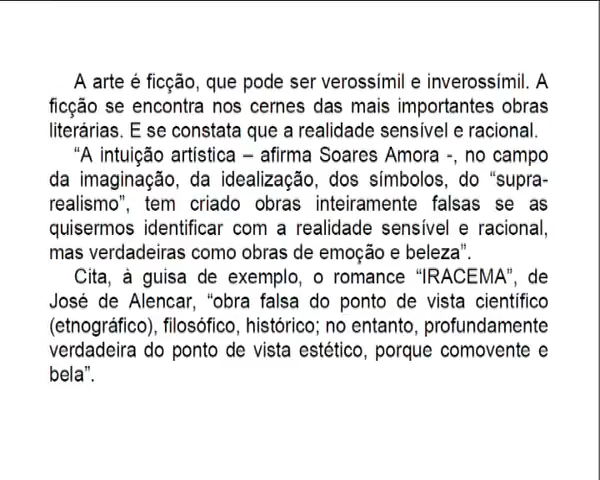 A arte é ficção, que pode ser verossímil e inverossímil. A
ficção se encontra nos cernes das mais importantes obras
literárias. E se constata que a realidade sensível e racional.
“A intuição artística – afirma Soares Amora -, no campo
da imaginação, da idealização, dos símbolos, do “supra-
realismo”, tem criado obras inteiramente falsas se as
quisermos identificar com a realidade sensível e racional,
mas verdadeiras como obras de emoção e beleza”.
Cita, à guisa de exemplo, o romance “IRACEMA”, de
José de Alencar, “obra falsa do ponto de vista científico
(etnográfico), filosófico, histórico; no entanto, profundamente
verdadeira do ponto de vista estético, porque comovente e
bela”.